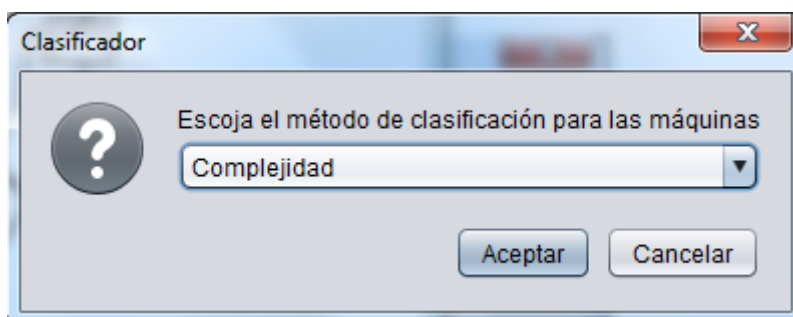 Clasificador
Escoja el método de clasificación para las máquinas
Complejidad
Aceptar
Cancelar